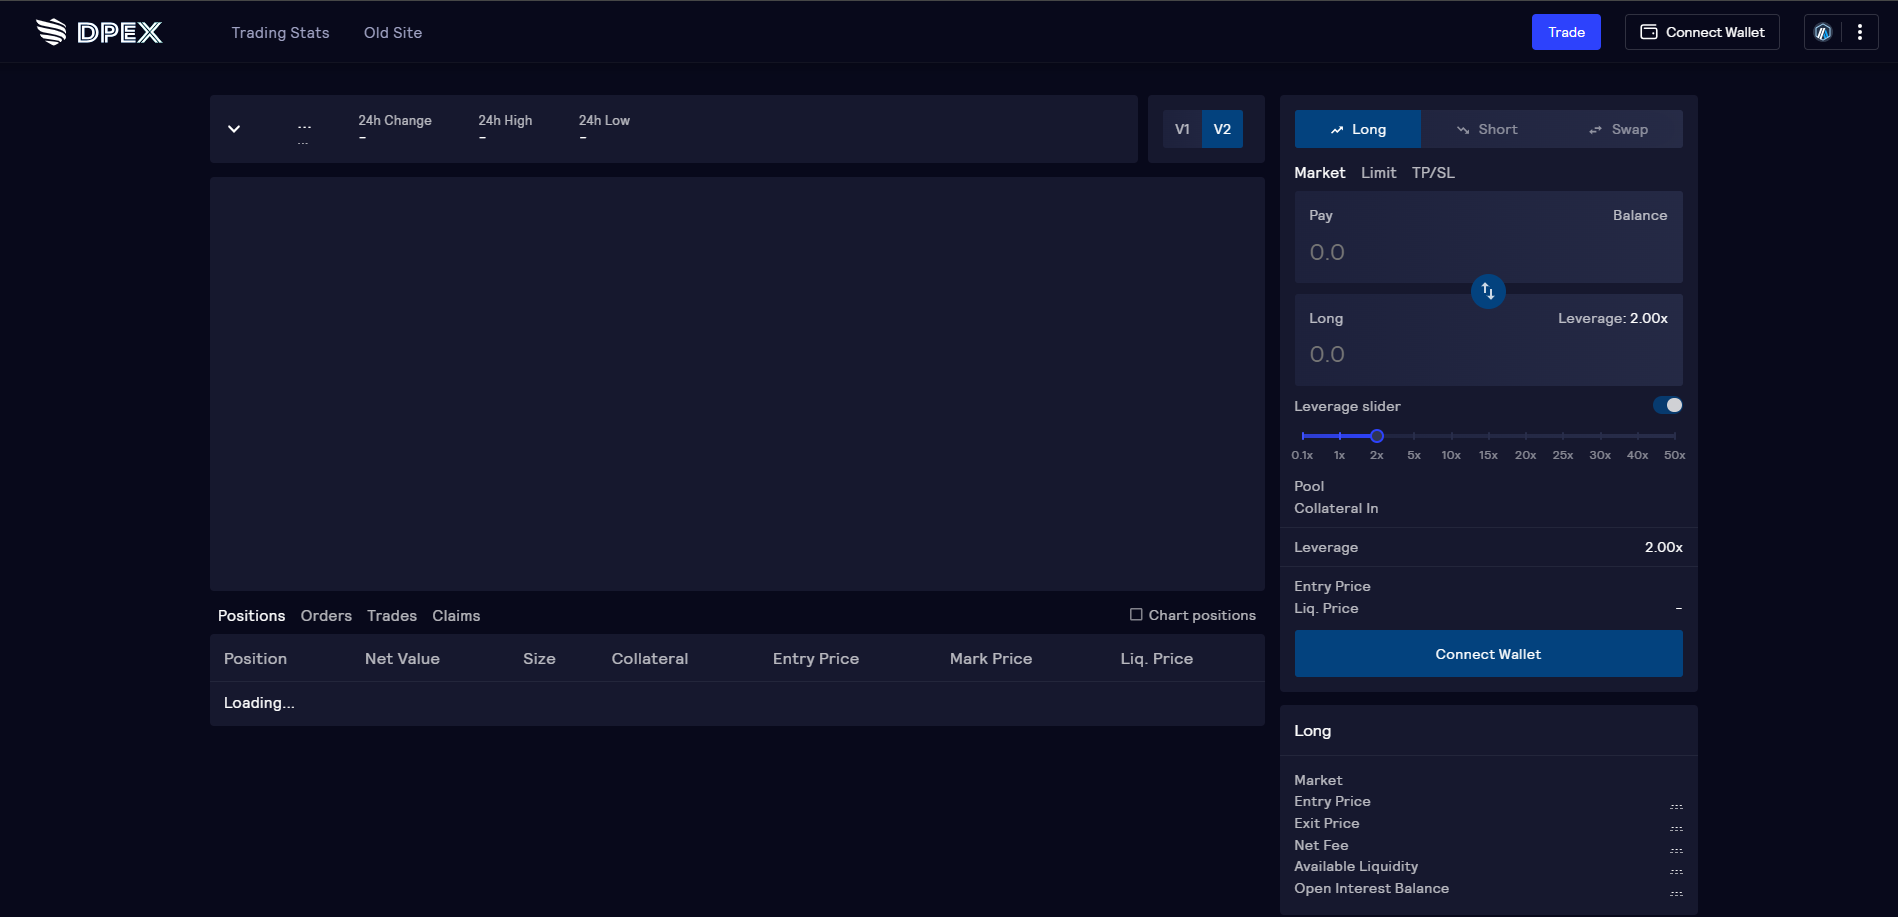 DPEX
Trading Stats
Old Site
Trade
Connect Wallet
...
...
24h Change
-
24h High
-
24h Low
-
V1
V2
Long
Short
Swap
Market
Limit
TP/SL
Pay
Balance
0.0
Long
Leverage: 2.00x
0.0
Leverage slider
0.1x
1x
2x
5x
10x
15x
20x
25x
30x
40x
50x
Pool
Collateral In
Leverage
2.00x
Entry Price
Liq. Price
-
Connect Wallet
Positions
Orders
Trades
Claims
Chart positions
Position
Net Value
Size
Collateral
Entry Price
Mark Price
Liq. Price
Loading...
Long
Market
Entry Price
...
Exit Price
...
Net Fee
...
Available Liquidity
...
Open Interest Balance
...